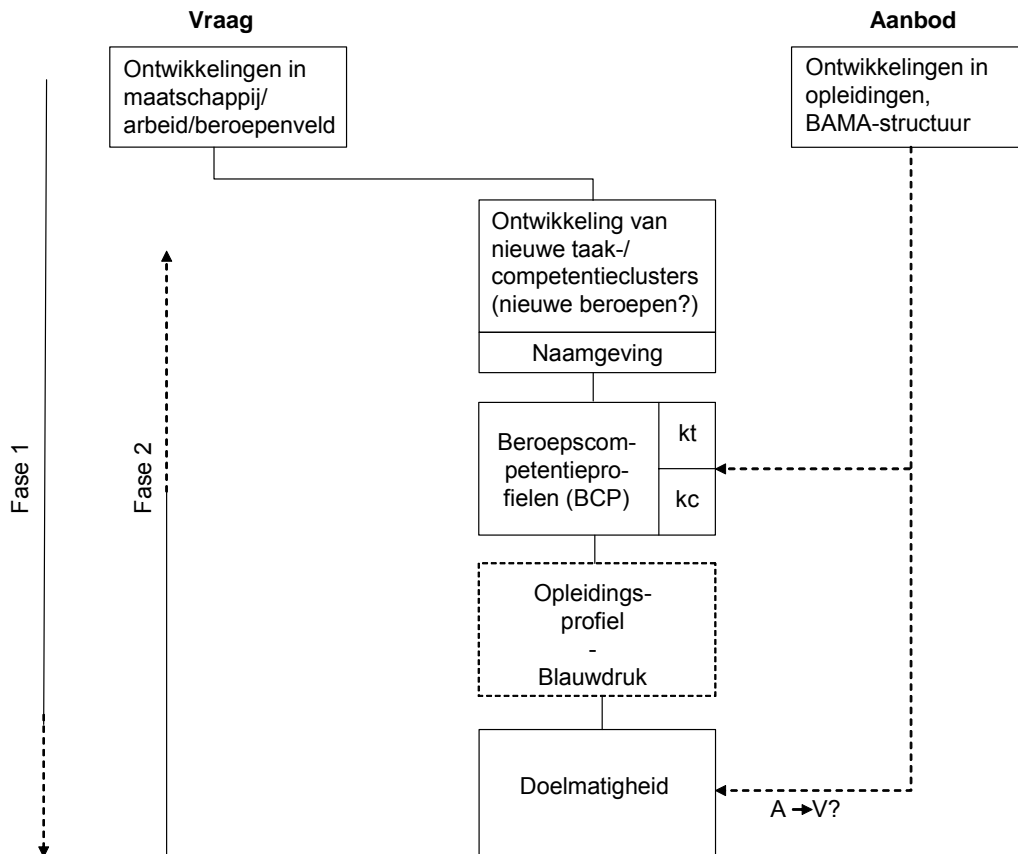 Vraag
Aanbod
Ontwikkelingen in
maatschappij/
arbeid/beroepenveld
Ontwikkelingen in
opleidingen,
BAMA-structuur
Ontwikkeling van
nieuwe taak-/
competentieclusters
(nieuwe beroepen?)
Naamgeving
Fase 1
Fase 2
Beroepscom-
petentiepro-
fielen (BCP)
kt
kc
Opleidings-
profiel
-
Blauwdruk
Doelmatigheid
A → V?